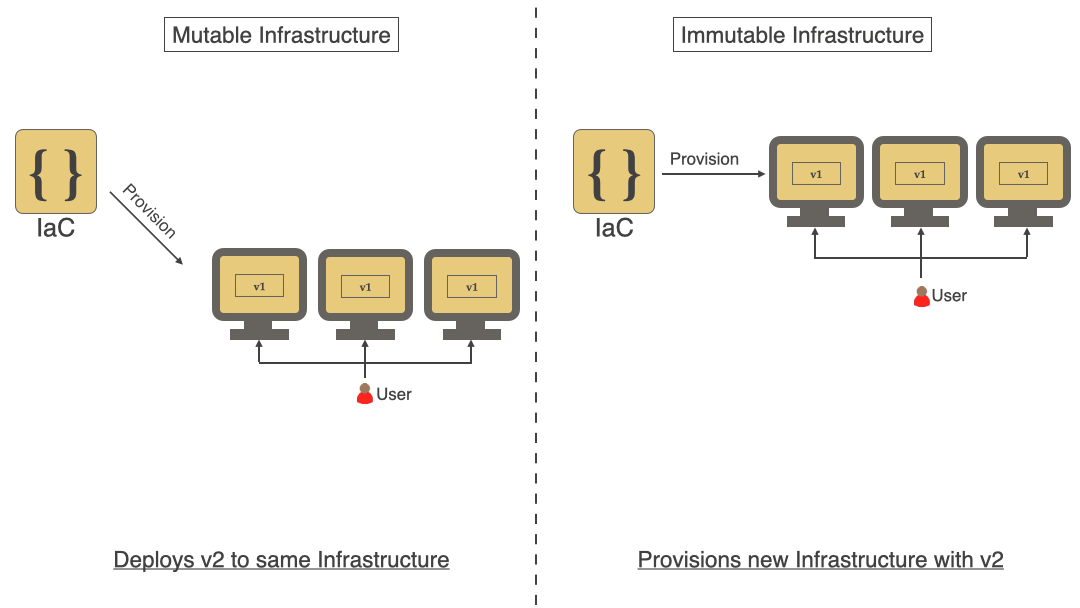 Mutable Infrastructure
{ }
IaC
Provision
v1
v1
v1
User
Deploys v2 to same Infrastructure
Immutable Infrastructure
{ }
IaC
Provision
v1
v1
v1
User
Provisions new Infrastructure with v2